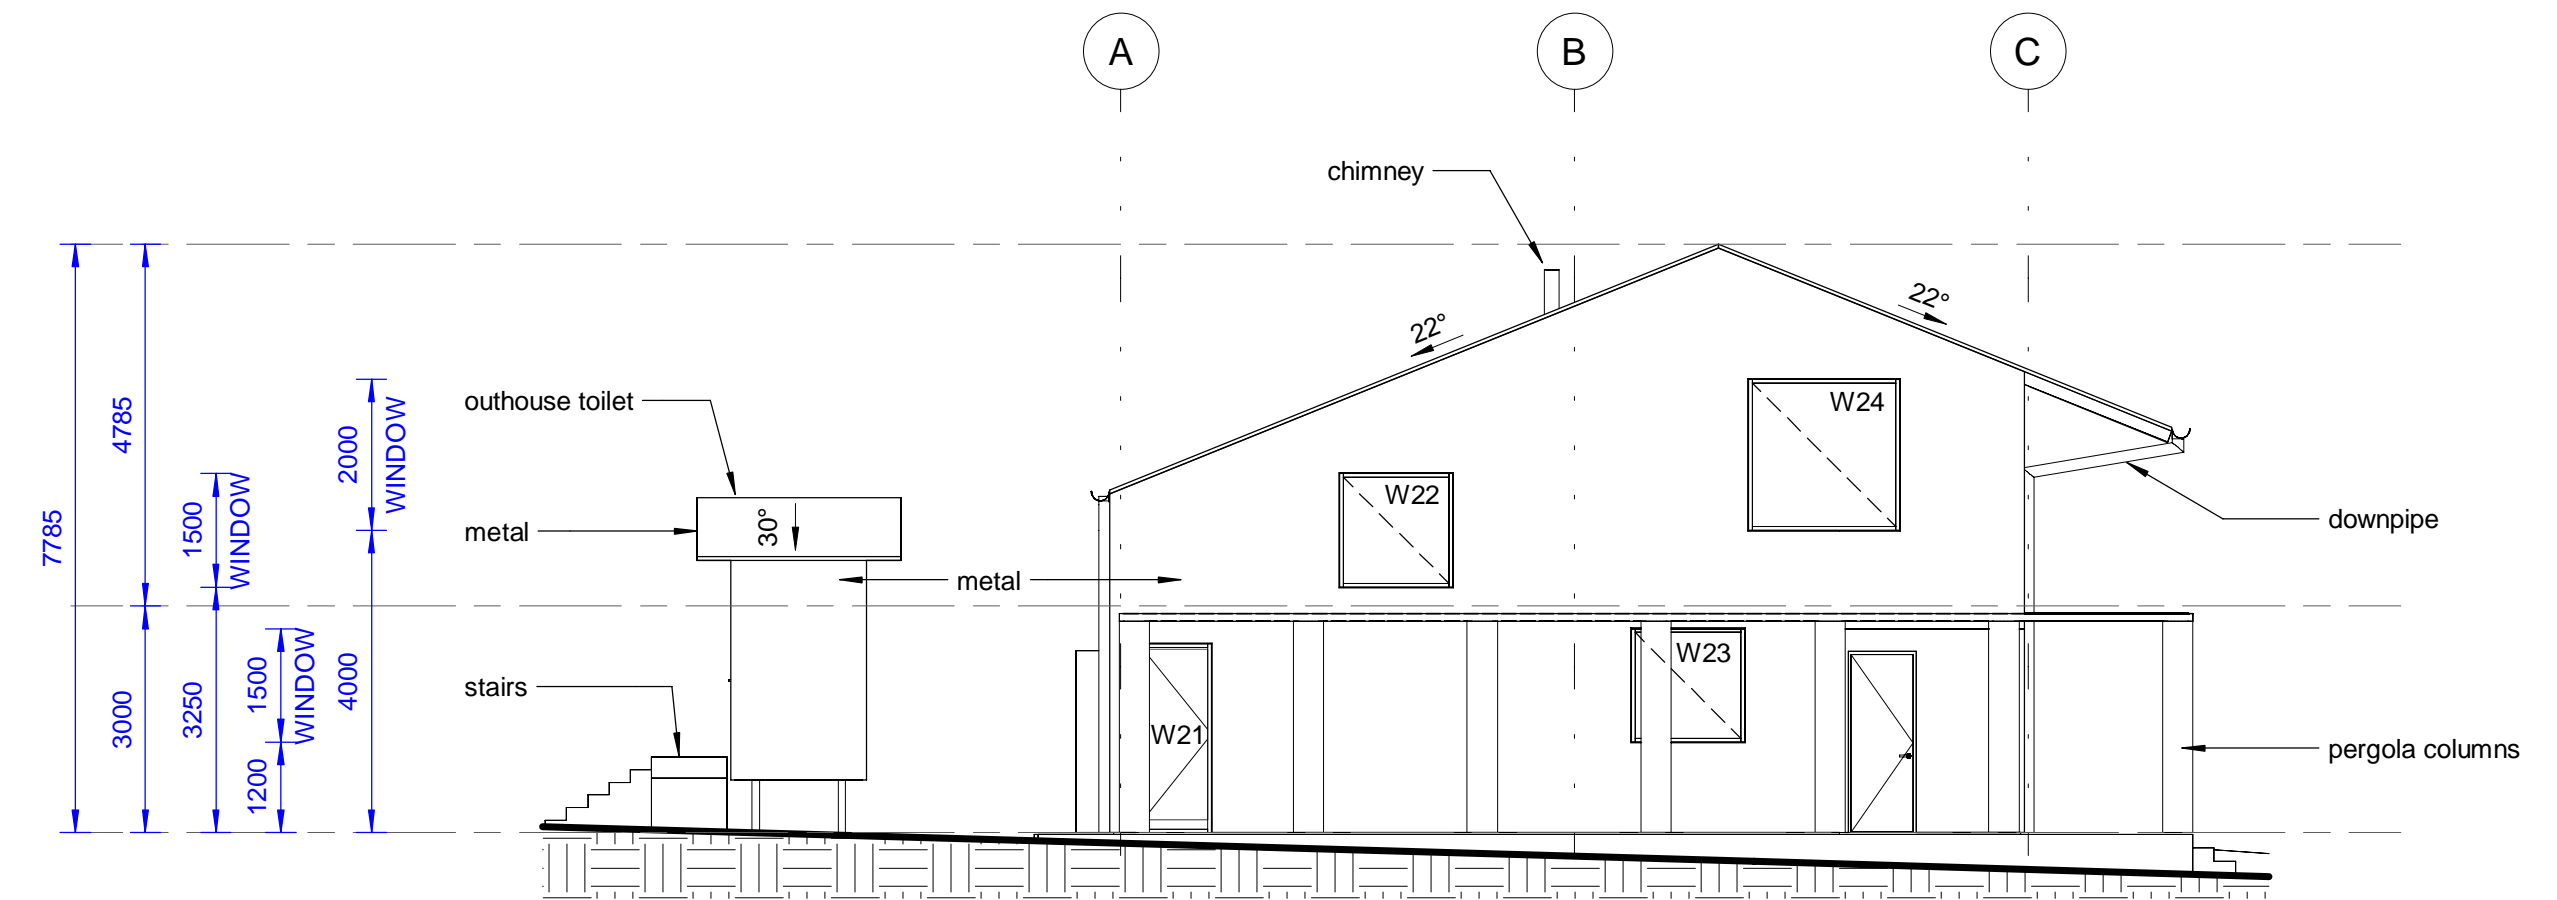 A
B
C
chimney
22°
22°
W24
outhouse toilet
W22
metal
30°
downpipe
metal
W23
stairs
W21
pergola columns
7785
4785
3000
1500
WINDOW
3250
1500
WINDOW
1200
2000
WINDOW
4000